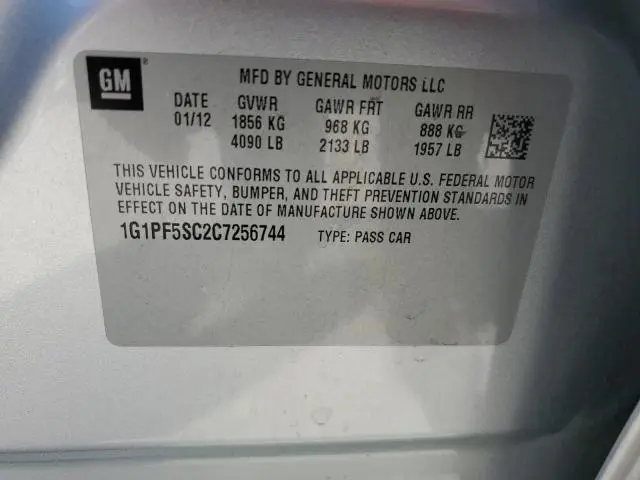 GM®
MFD BY GENERAL MOTORS LLC
DATE GVWR GAWR FRT GAWR RR
01/12 1856 KG 968 KG 888 KG
4090 LB 2133 LB 1957 LB
THIS VEHICLE CONFORMS TO ALL APPLICABLE U.S. FEDERAL MOTOR
VEHICLE SAFETY, BUMPER, AND THEFT PREVENTION STANDARDS IN
EFFECT ON THE DATE OF MANUFACTURE SHOWN ABOVE.
1G1PF5SC2C7256744 TYPE: PASS CAR